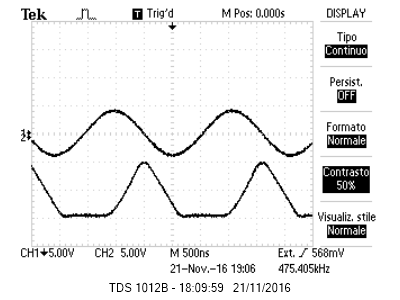 Tek T Trig'd M Pos: 0.000s DISPLAY
Tipo
Continuo
Persist.
OFF
Formato
Normale
1
2
Contrasto
50%
Visualiz. stile
Normale
CH1 5.00V CH2 5.00V M 500ns Ext. 568mV
21-Nov.-16 19:06 475.405kHz
TDS 1012B - 18:09:59 21/11/2016